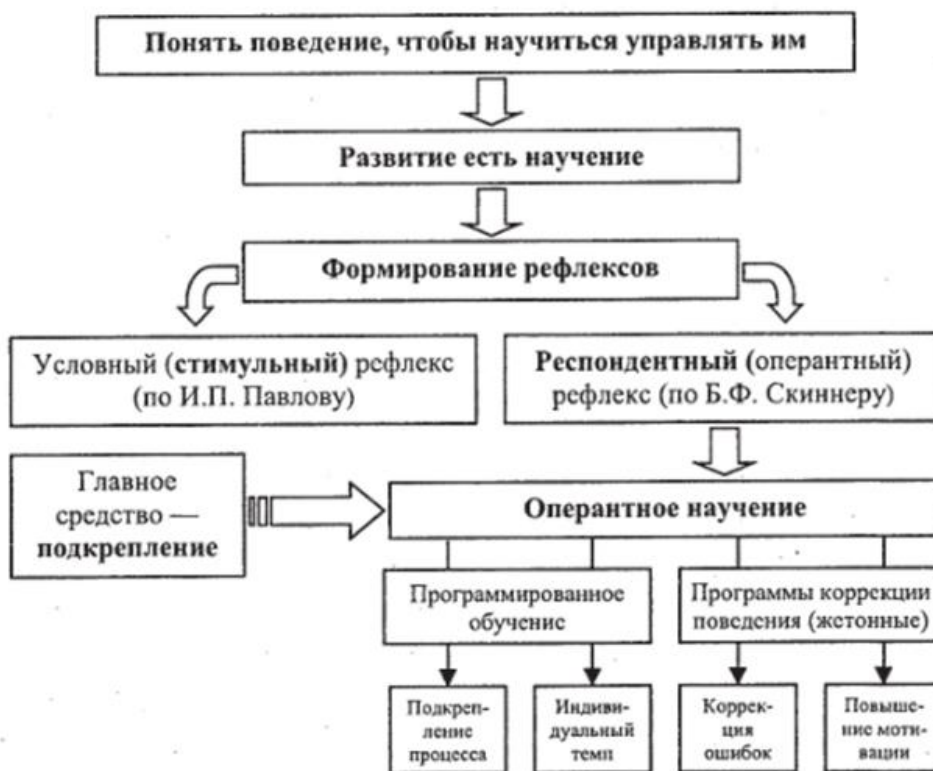 Понять поведение, чтобы научиться управлять им
Развитие есть научение
Формирование рефлексов
Условный (стимульный) рефлекс
(по И.П. Павлову)
Респондентный (оперантный)
рефлекс (по Б.Ф. Скиннеру)
Главное
средство —
подкрепление
Оперантное научение
Программированное
обучение
Программы коррекции
поведения (жетонные)
Подкреп-
ление
процесса
Индиви-
дуальный
темп
Коррек-
ция
ошибок
Повыше-
ние моти-
вации